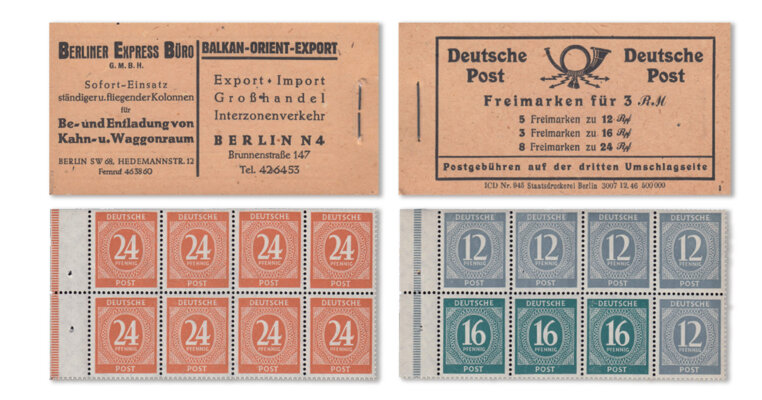 BERLINER EXPRESS BÜRO
G. M. B. H.
Sofort-Einsatz
ständiger u. fliegender Kolonnen
für
Be- und Entladung von
Kahn- u. Waggonraum
BERLIN SW 68, HEDEMANNSTR. 12
Fernruf 463860
BALKAN-ORIENT-EXPORT
Export + Import
Großhandel
Interzonenverkehr
BERLIN N4
Brunnenstraße 147
Tel. 426453
Deutsche
Post
Deutsche
Post
Freimarken für 3 RM
5 Freimarken zu 12 Rpf
3 Freimarken zu 16 Rpf
8 Freimarken zu 24 Rpf
Postgebühren auf der dritten Umschlagseite
ICD Nr. 945 Staatsdruckerei Berlin 3007 12. 46 500 000
1
DEUTSCHE DEUTSCHE DEUTSCHE DEUTSCHE
24 24 24 24
PFENNIG PFENNIG PFENNIG PFENNIG
POST POST POST POST
DEUTSCHE DEUTSCHE DEUTSCHE DEUTSCHE
24 24 24 24
PFENNIG PFENNIG PFENNIG PFENNIG
POST POST POST POST
DEUTSCHE DEUTSCHE DEUTSCHE DEUTSCHE
12 12 12 12
PFENNIG PFENNIG PFENNIG PFENNIG
POST POST POST POST
DEUTSCHE DEUTSCHE DEUTSCHE DEUTSCHE
16 16 16 12
PFENNIG PFENNIG PFENNIG PFENNIG
POST POST POST POST